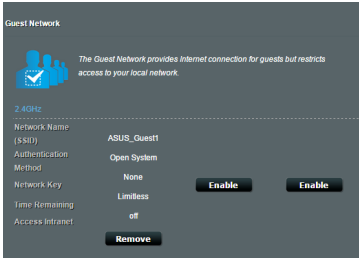 Guest Network
The Guest Network provides Internet connection for guests but restricts
access to your local network.
2.4GHz
Network Name
(SSID)
ASUS_Guest1
Authentication
Method
Open System
Network Key
None
Enable
Enable
Time Remaining
Limitless
Access Intranet
off
Remove